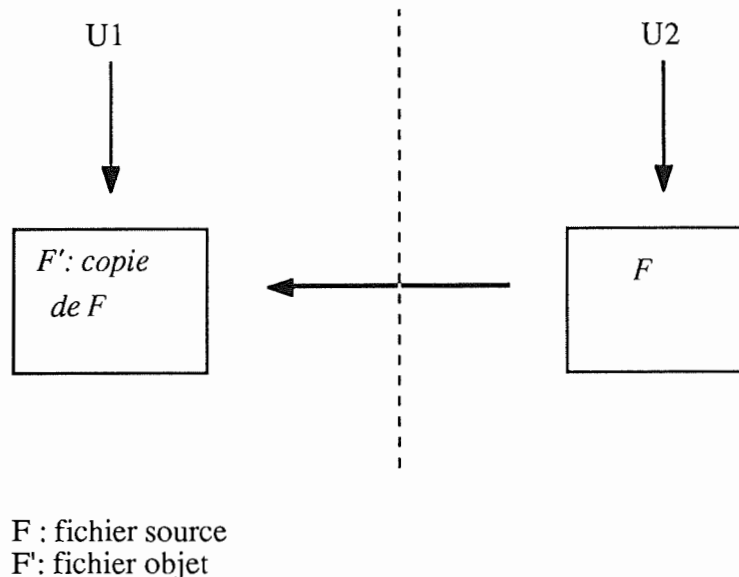 U1
U2
F': copie
de F
F
F : fichier source
F': fichier objet